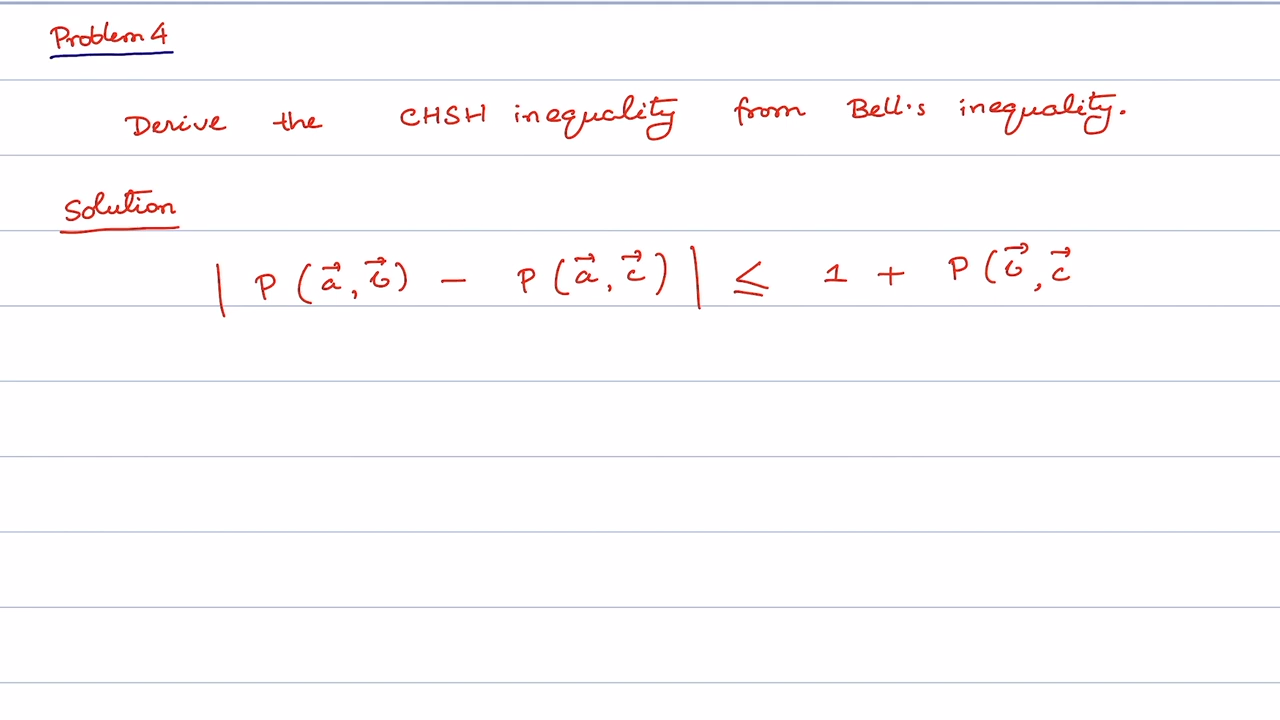 Problem 4
Derive the CHSH inequality from Bell's inequality.
Solution
| P (a⃗, b⃗) − P (a⃗, c⃗) | ≤ 1 + P (b⃗, c⃗